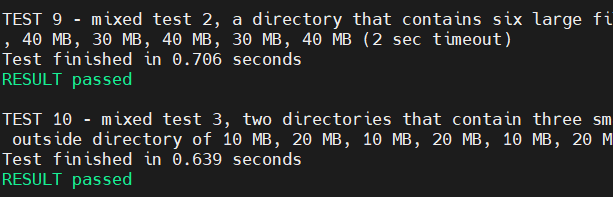 TEST 9 - mixed test 2, a directory that contains six large fi
, 40 MB, 30 MB, 40 MB, 30 MB, 40 MB (2 sec timeout)
Test finished in 0.706 seconds
RESULT passed
TEST 10 - mixed test 3, two directories that contain three sm
outside directory of 10 MB, 20 MB, 10 MB, 20 MB, 10 MB, 20 M
Test finished in 0.639 seconds
RESULT passed